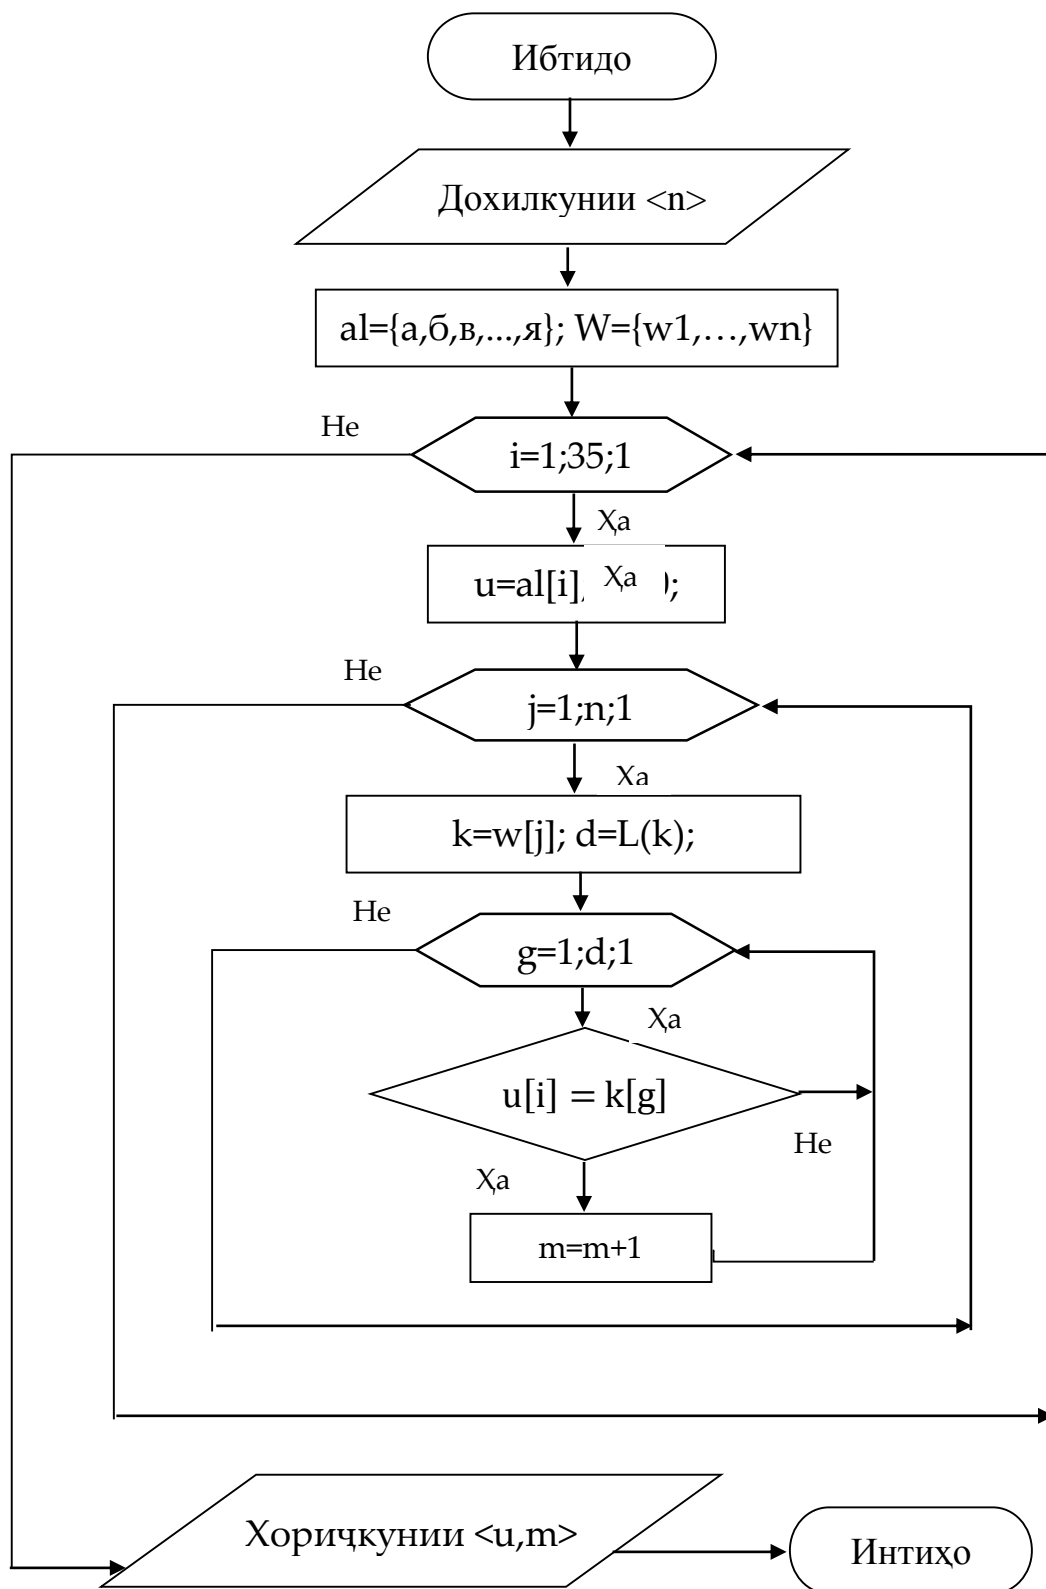 Ибтидо
Дохилкунии <n>
al={а,б,в,...,я}; W={w1,...,wn}
Не
i=1;35;1
Ҳа
u=al[i],
Ҳа
;
Не
j=1;n;1
Ҳа
k=w[j]; d=L(k);
Не
g=1;d;1
Ҳа
u[i] = k[g]
Не
Ҳа
m=m+1
Хориҷкунии <u,m>
Интиҳо